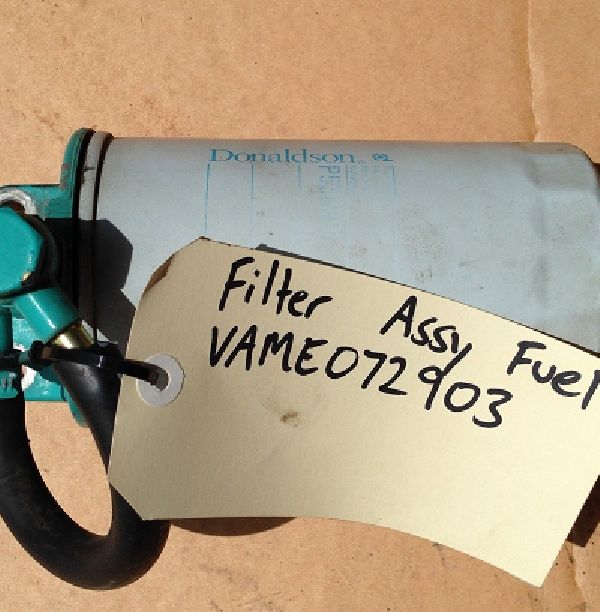 Donaldson
Filter Assy Fuel
VAME072903